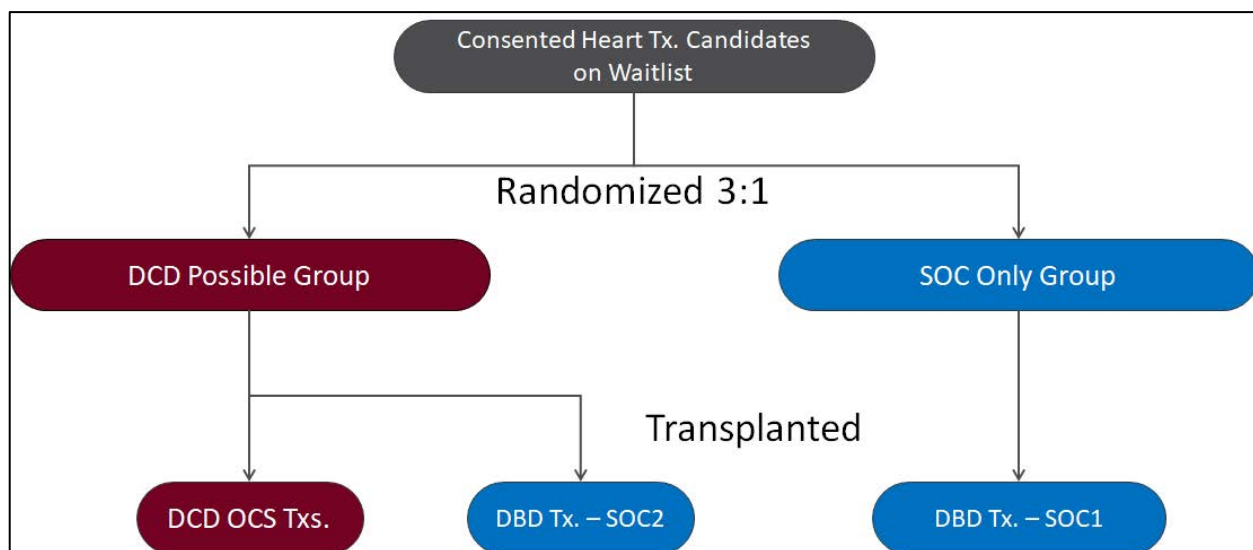 Consented Heart Tx. Candidates
on Waitlist
Randomized 3:1
DCD Possible Group
SOC Only Group
Transplanted
DCD OCS Txs.
DBD Tx. – SOC2
DBD Tx. – SOC1